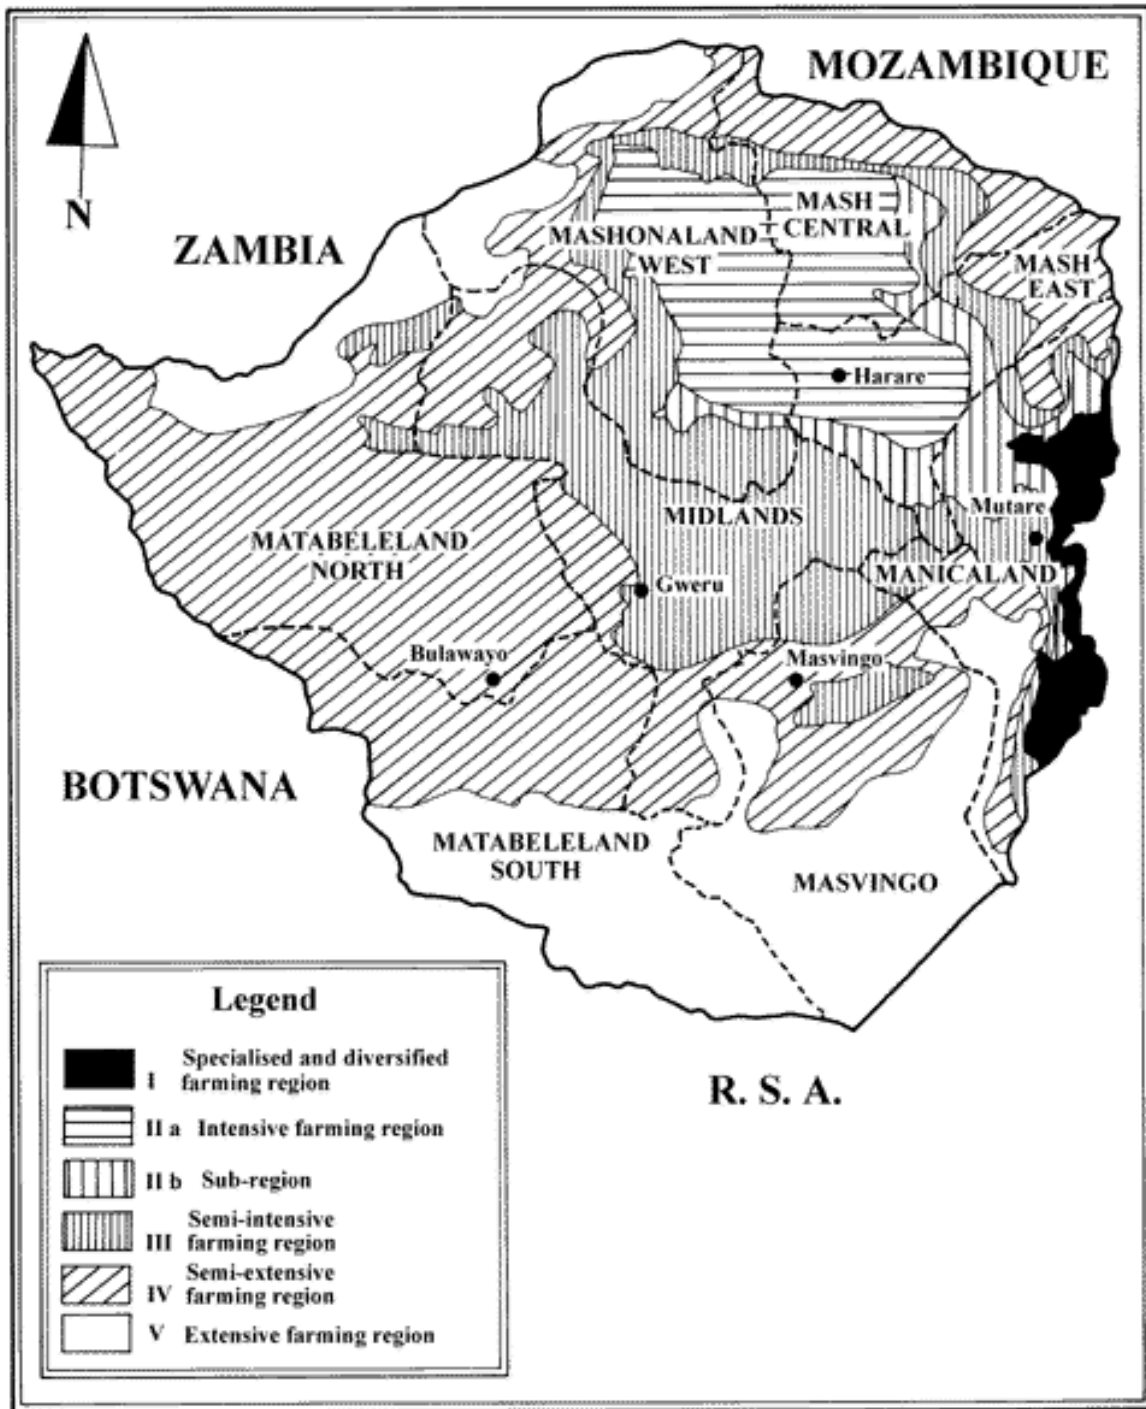 MOZAMBIQUE
N
ZAMBIA
MASH
CENTRAL
MASHONALAND
WEST
MASH
EAST
Harare
MIDLANDS
Mutare
MATABELELAND
NORTH
MANICALAND
Gweru
Bulawayo
Masvingo
BOTSWANA
MATABELELAND
SOUTH
MASVINGO
R. S. A.
Legend
I Specialised and diversified
farming region
II a Intensive farming region
II b Sub-region
Semi-intensive
III farming region
Semi-extensive
IV farming region
V Extensive farming region